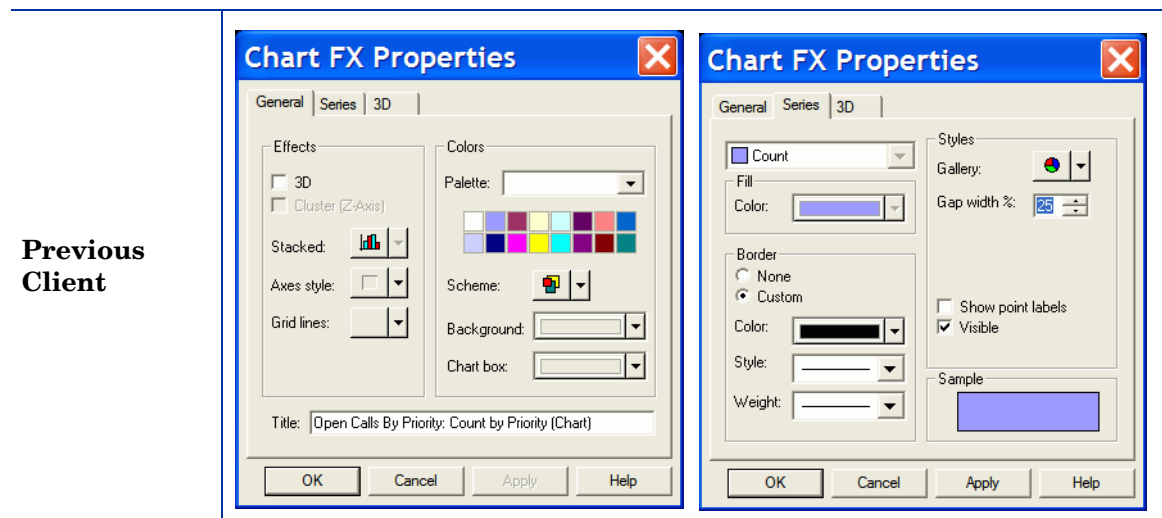 Previous
Client
Chart FX Properties
General Series 3D
Effects
3D
Cluster (Z-Axis)
Stacked:
Axes style:
Grid lines:
Colors
Palette:
Scheme:
Background:
Chart box:
Title: Open Calls By Priority: Count by Priority (Chart)
OK Cancel Apply Help
Chart FX Properties
General Series 3D
Count
Fill
Color:
Border
None
Custom
Color:
Style:
Weight:
Styles
Gallery:
Gap width %: 25
Show point labels
Visible
Sample
OK Cancel Apply Help